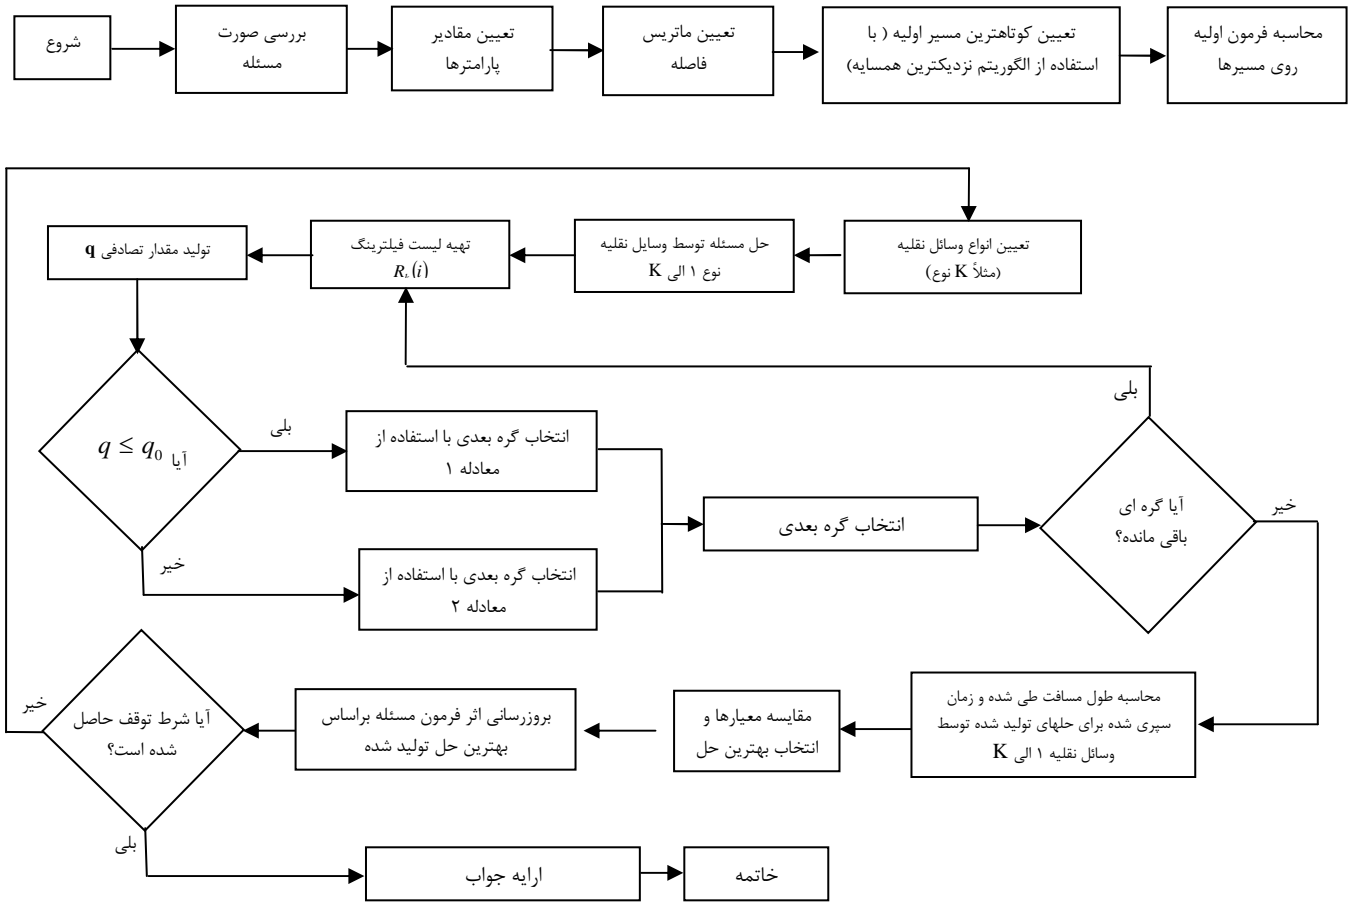 شروع
بررسی صورت
مسئله
تعیین مقادیر
پارامترها
تعیین ماتریس
فاصله
تعیین کوتاهترین مسیر اولیه ( با
استفاده از الگوریتم نزدیکترین همسایه)
محاسبه فرمون اولیه
روی مسیرها
تعیین انواع وسائل نقلیه
(مثلاً K نوع)
حل مسئله توسط وسایل نقلیه
نوع ۱ الی K
تهیه لیست فیلترینگ
تولید مقدار تصادفی q
آیا q ≤ q₀
بلی
خیر
انتخاب گره بعدی با استفاده از
معادله ۱
انتخاب گره بعدی با استفاده از
معادله ۲
انتخاب گره بعدی
آیا گره ای
باقی مانده؟
بلی
خیر
محاسبه طول مسافت طی شده و زمان
سپری شده برای حلهای تولید شده توسط
وسائل نقلیه ۱ الی K
مقایسه معیارها و
انتخاب بهترین حل
بروزرسانی اثر فرمون مسئله براساس
بهترین حل تولید شده
آیا شرط توقف حاصل
شده است؟
خیر
بلی
ارایه جواب
خاتمه